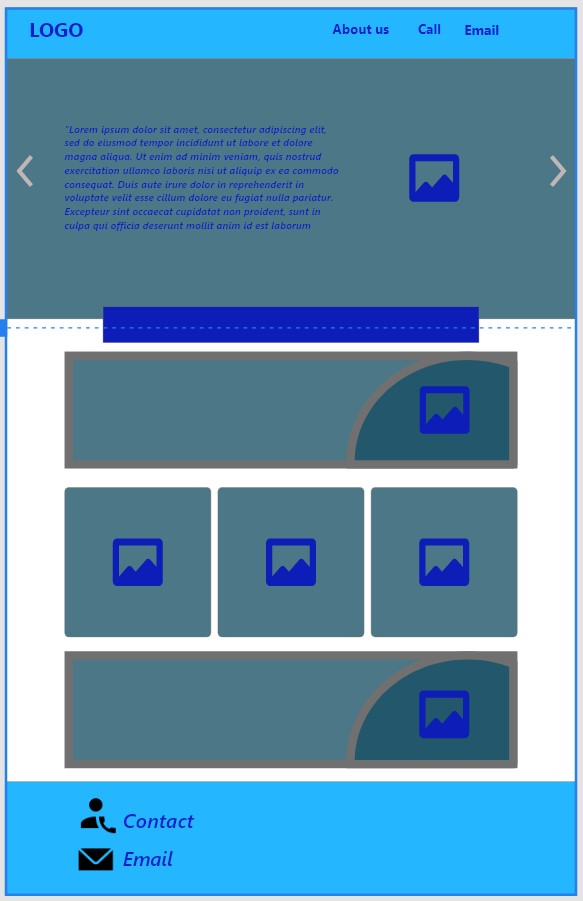 LOGO
About us Call Email
"Lorem ipsum dolor sit amet, consectetur adipiscing elit,
sed do eiusmod tempor incididunt ut labore et dolore
magna aliqua. Ut enim ad minim veniam, quis nostrud
exercitation ullamco laboris nisi ut aliquip ex ea commodo
consequat. Duis aute irure dolor in reprehenderit in
voluptate velit esse cillum dolore eu fugiat nulla pariatur.
Excepteur sint occaecat cupidatat non proident, sunt in
culpa qui officia deserunt mollit anim id est laborum
Contact
Email